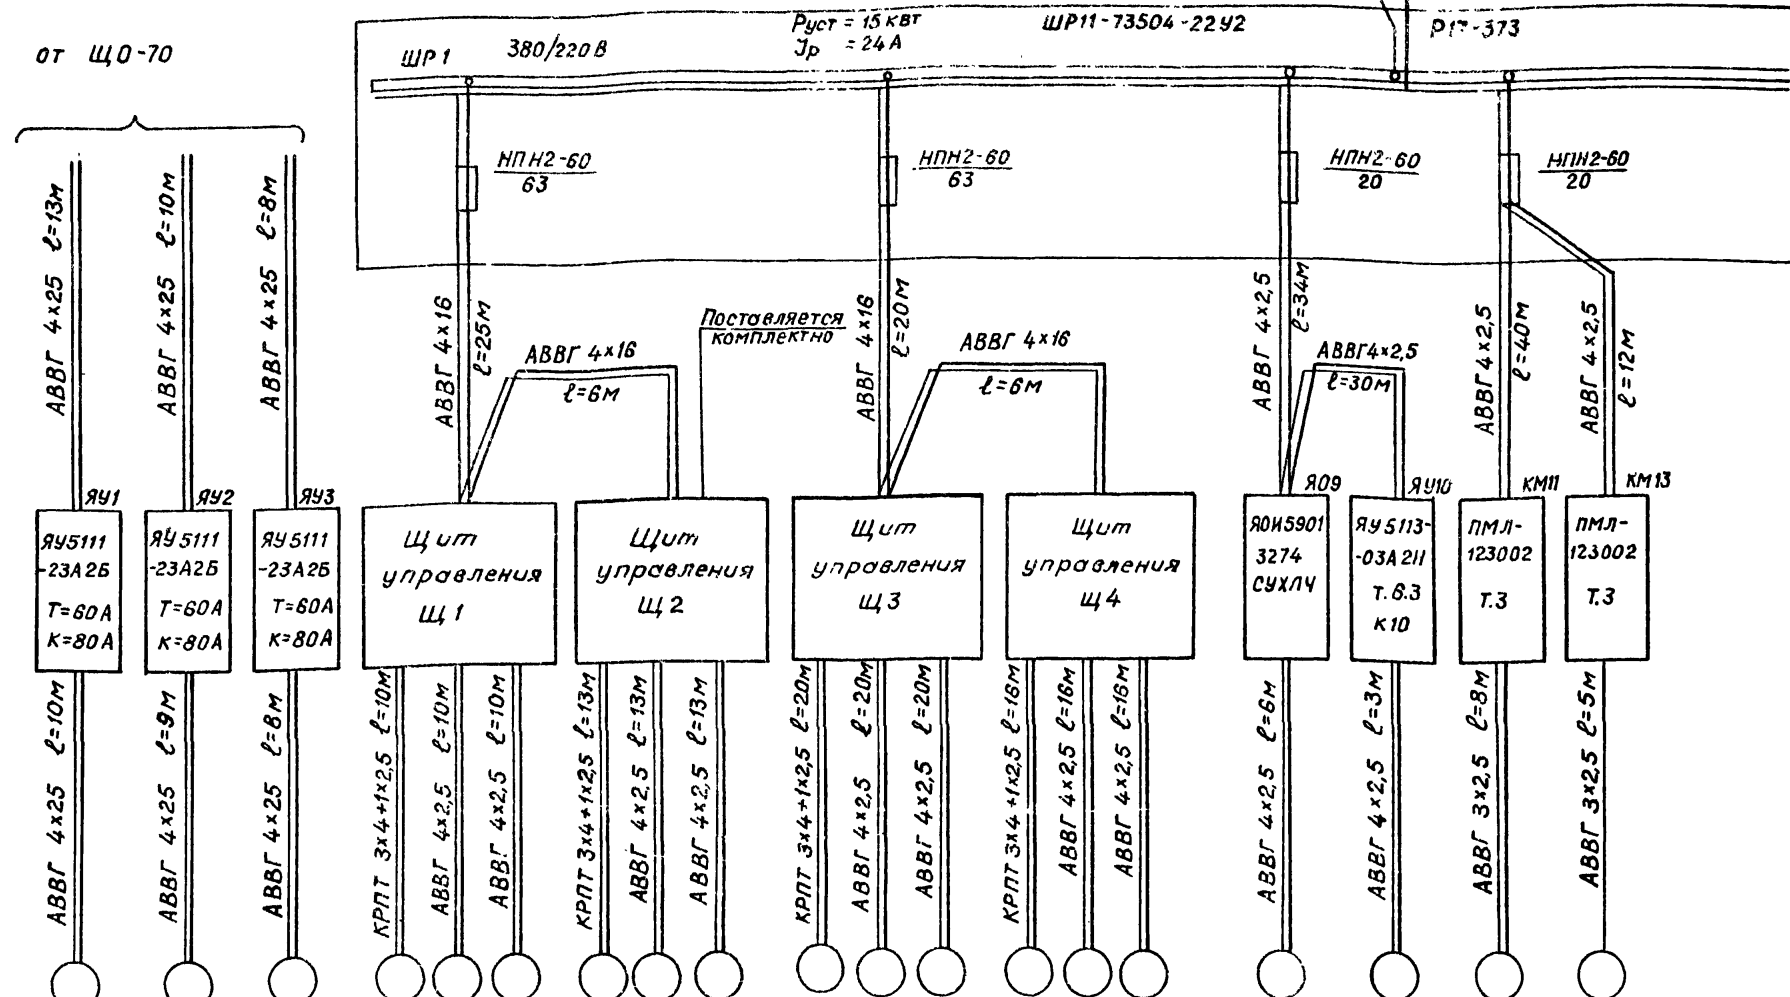 от ЩО-70
ШР1
380/220 В
Руст = 15 квт
Jр = 24 А
ШР11-73504-22У2
Р17-373
НПН2-60
63
НПН2-60
63
НПН2-60
20
НПН2-60
20
АВВГ 4×25 ℓ=13м
АВВГ 4×25 ℓ=10м
АВВГ 4×25 ℓ=8м
АВВГ 4×16
ℓ=25м
АВВГ 4×16
ℓ=6м
Поставляется
комплектно
АВВГ 4×16
ℓ=20м
АВВГ 4×16
ℓ=6м
АВВГ 4×2,5
ℓ=34м
АВВГ4×2,5
ℓ=30м
АВВГ4×2,5
ℓ=40м
АВВГ 4×2,5
ℓ=12м
ЯУ1
ЯУ5111
-23А2Б
Т=60А
К=80А
ЯУ2
ЯУ5111
-23А2Б
Т=60А
К=80А
ЯУ3
ЯУ5111
-23А2Б
Т=60А
К=80А
Щит
управления
Щ1
Щит
управления
Щ2
Щит
управления
Щ3
Щит
управления
Щ4
ЯО9
ЯОИ5901
3274
СУХЛЧ
ЯУ10
ЯУ5113-
-03А2П
Т.6.3
К10
КМ11
ПМЛ-
123002
Т.3
КМ13
ПМЛ-
123002
Т.3
АВВГ 4×25 ℓ=10м
АВВГ 4×25 ℓ=9м
АВВГ 4×25 ℓ=8м
КРПТ 3×4+1×2,5 ℓ=10м
АВВГ 4×2,5 ℓ=10м
АВВГ 4×2,5 ℓ=10м
КРПТ 3×4+1×2,5 ℓ=13м
АВВГ 4×2,5 ℓ=13м
АВВГ 4×2,5 ℓ=13м
КРПТ 3×4+1×2,5 ℓ=20м
АВВГ 4×2,5 ℓ=20м
АВВГ 4×2,5 ℓ=20м
КРПТ 3×4+1×2,5 ℓ=16м
АВВГ 4×2,5 ℓ=16м
АВВГ 4×2,5 ℓ=16м
АВВГ 4×2,5 ℓ=6м
АВВГ 4×2,5 ℓ=3м
АВВГ 3×2,5 ℓ=8м
АВВГ 3×2,5 ℓ=5м